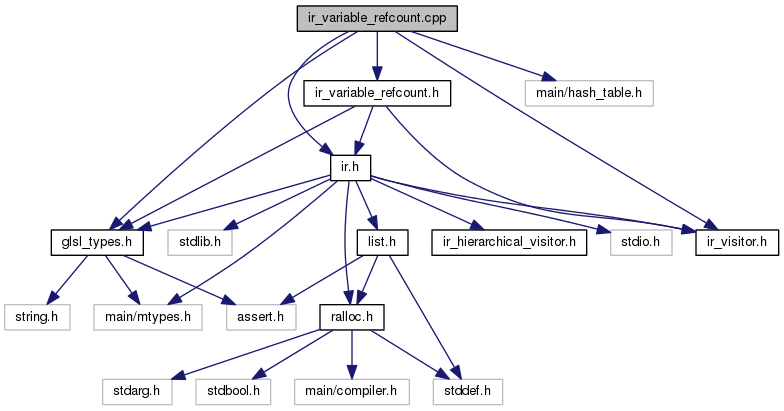 ir_variable_refcount.cpp
ir_variable_refcount.h
main/hash_table.h
ir.h
glsl_types.h
stdlib.h
list.h
ir_hierarchical_visitor.h
stdio.h
ir_visitor.h
string.h
main/mtypes.h
assert.h
ralloc.h
stdarg.h
stdbool.h
main/compiler.h
stddef.h